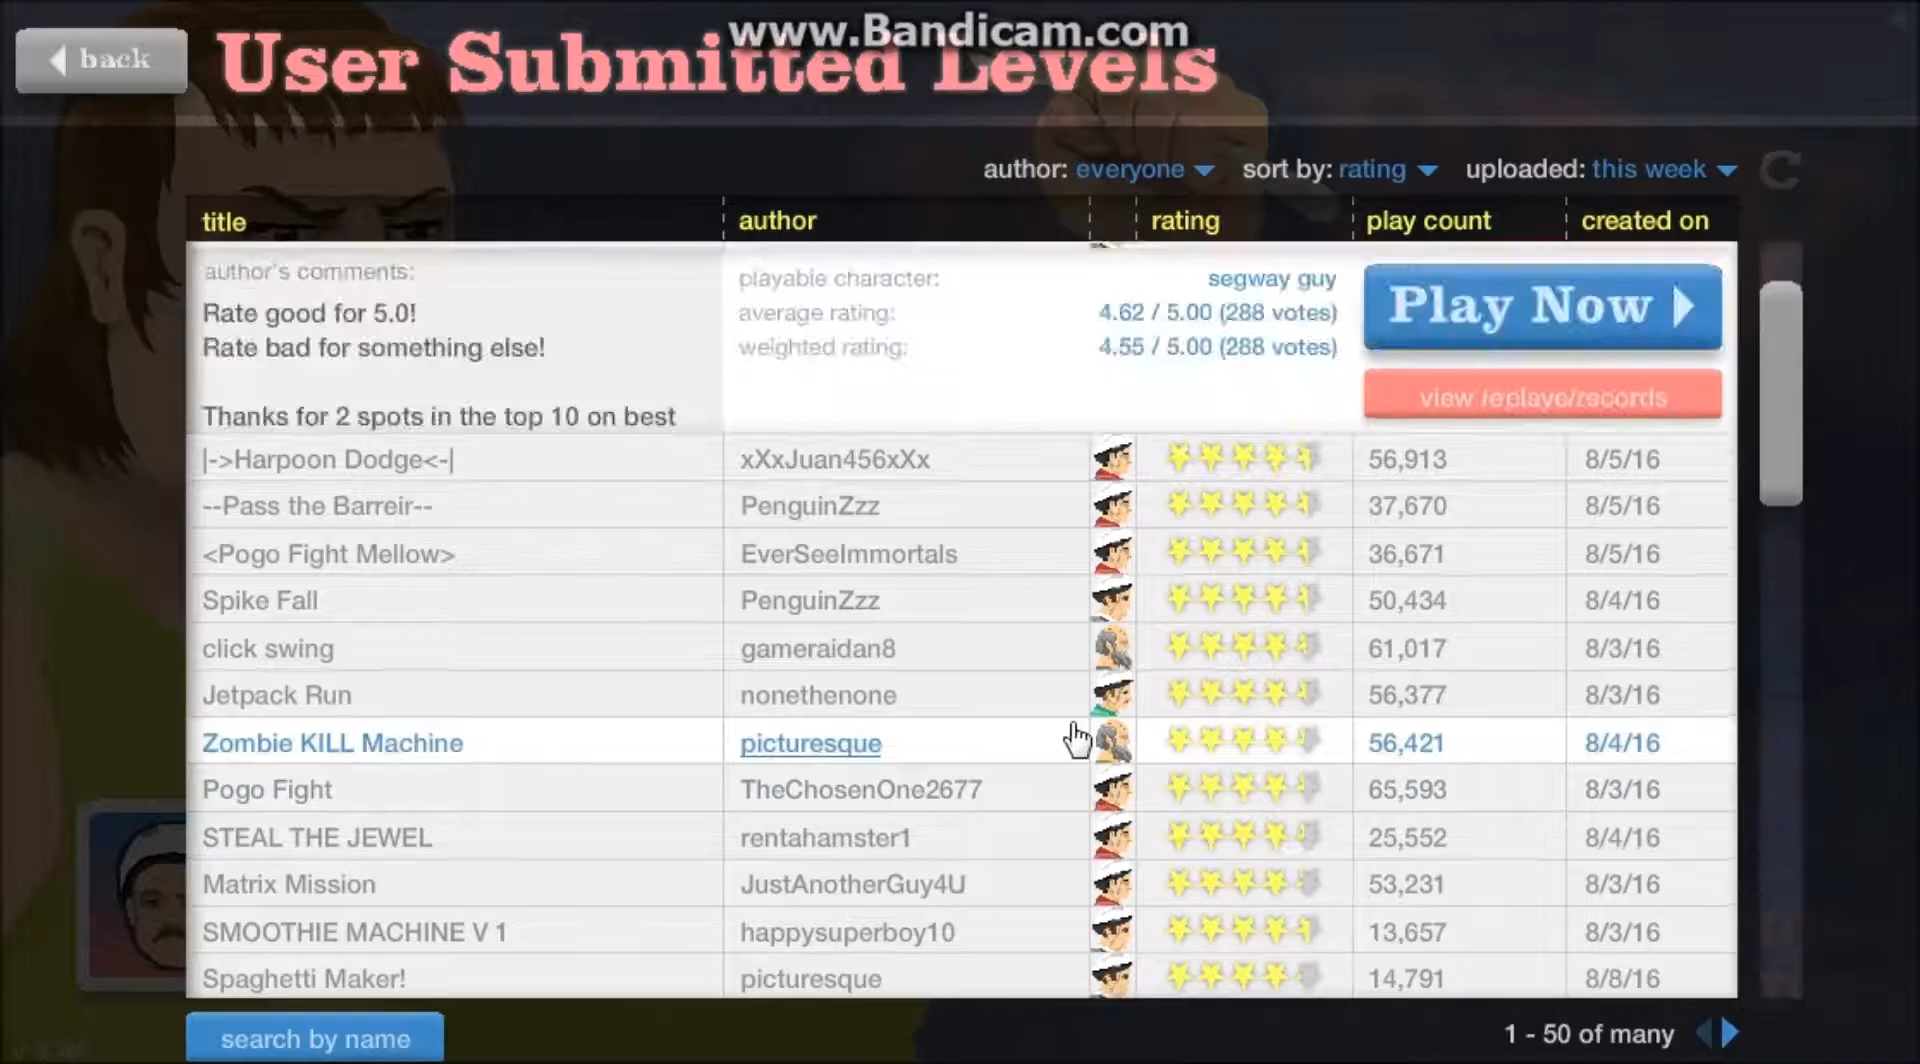 www.Bandicam.com
back
User Submitted Levels
author: everyone sort by: rating uploaded: this week
title author rating play count created on
author's comments:
Rate good for 5.0!
Rate bad for something else!
Thanks for 2 spots in the top 10 on best
playable character: segway guy
average rating: 4.62 / 5.00 (288 votes)
weighted rating: 4.55 / 5.00 (288 votes)
Play Now
view replays/records
|->Harpoon Dodge<-| xXxJuan456xXx 56,913 8/5/16
--Pass the Barreir-- PenguinZzz 37,670 8/5/16
<Pogo Fight Mellow> EverSeeImmortals 36,671 8/5/16
Spike Fall PenguinZzz 50,434 8/4/16
click swing gameraidan8 61,017 8/3/16
Jetpack Run nonethenone 56,377 8/3/16
Zombie KILL Machine picturesque 56,421 8/4/16
Pogo Fight TheChosenOne2677 65,593 8/3/16
STEAL THE JEWEL rentahamster1 25,552 8/4/16
Matrix Mission JustAnotherGuy4U 53,231 8/3/16
SMOOTHIE MACHINE V 1 happysuperboy10 13,657 8/3/16
Spaghetti Maker! picturesque 14,791 8/8/16
search by name
1 - 50 of many